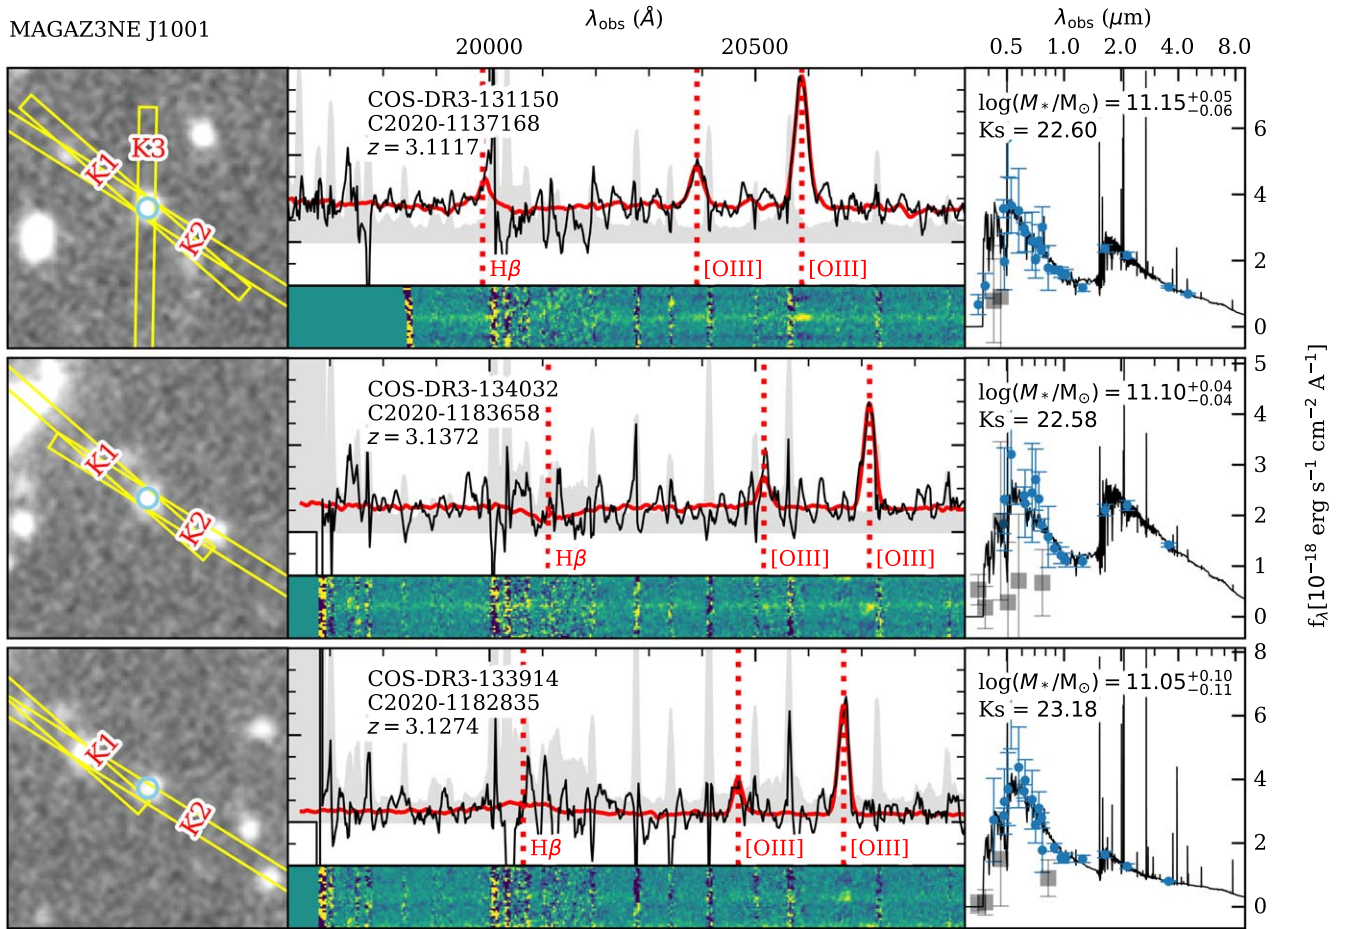 MAGAZ3NE J1001
λobs (Å)
20000 20500
λobs (μm)
0.5 1.0 2.0 4.0 8.0
K1 K3 K2
COS-DR3-131150
C2020-1137168
z = 3.1117
Hβ [OIII] [OIII]
log(M*/M⊙) = 11.15+0.05−0.06
Ks = 22.60
6
4
2
0
K1 K2
COS-DR3-134032
C2020-1183658
z = 3.1372
Hβ [OIII] [OIII]
log(M*/M⊙) = 11.10+0.04−0.04
Ks = 22.58
5
4
3
2
1
0
K1 K2
COS-DR3-133914
C2020-1182835
z = 3.1274
Hβ [OIII] [OIII]
log(M*/M⊙) = 11.05+0.10−0.11
Ks = 23.18
8
6
4
2
0
fλ[10−18 erg s−1 cm−2 A−1]